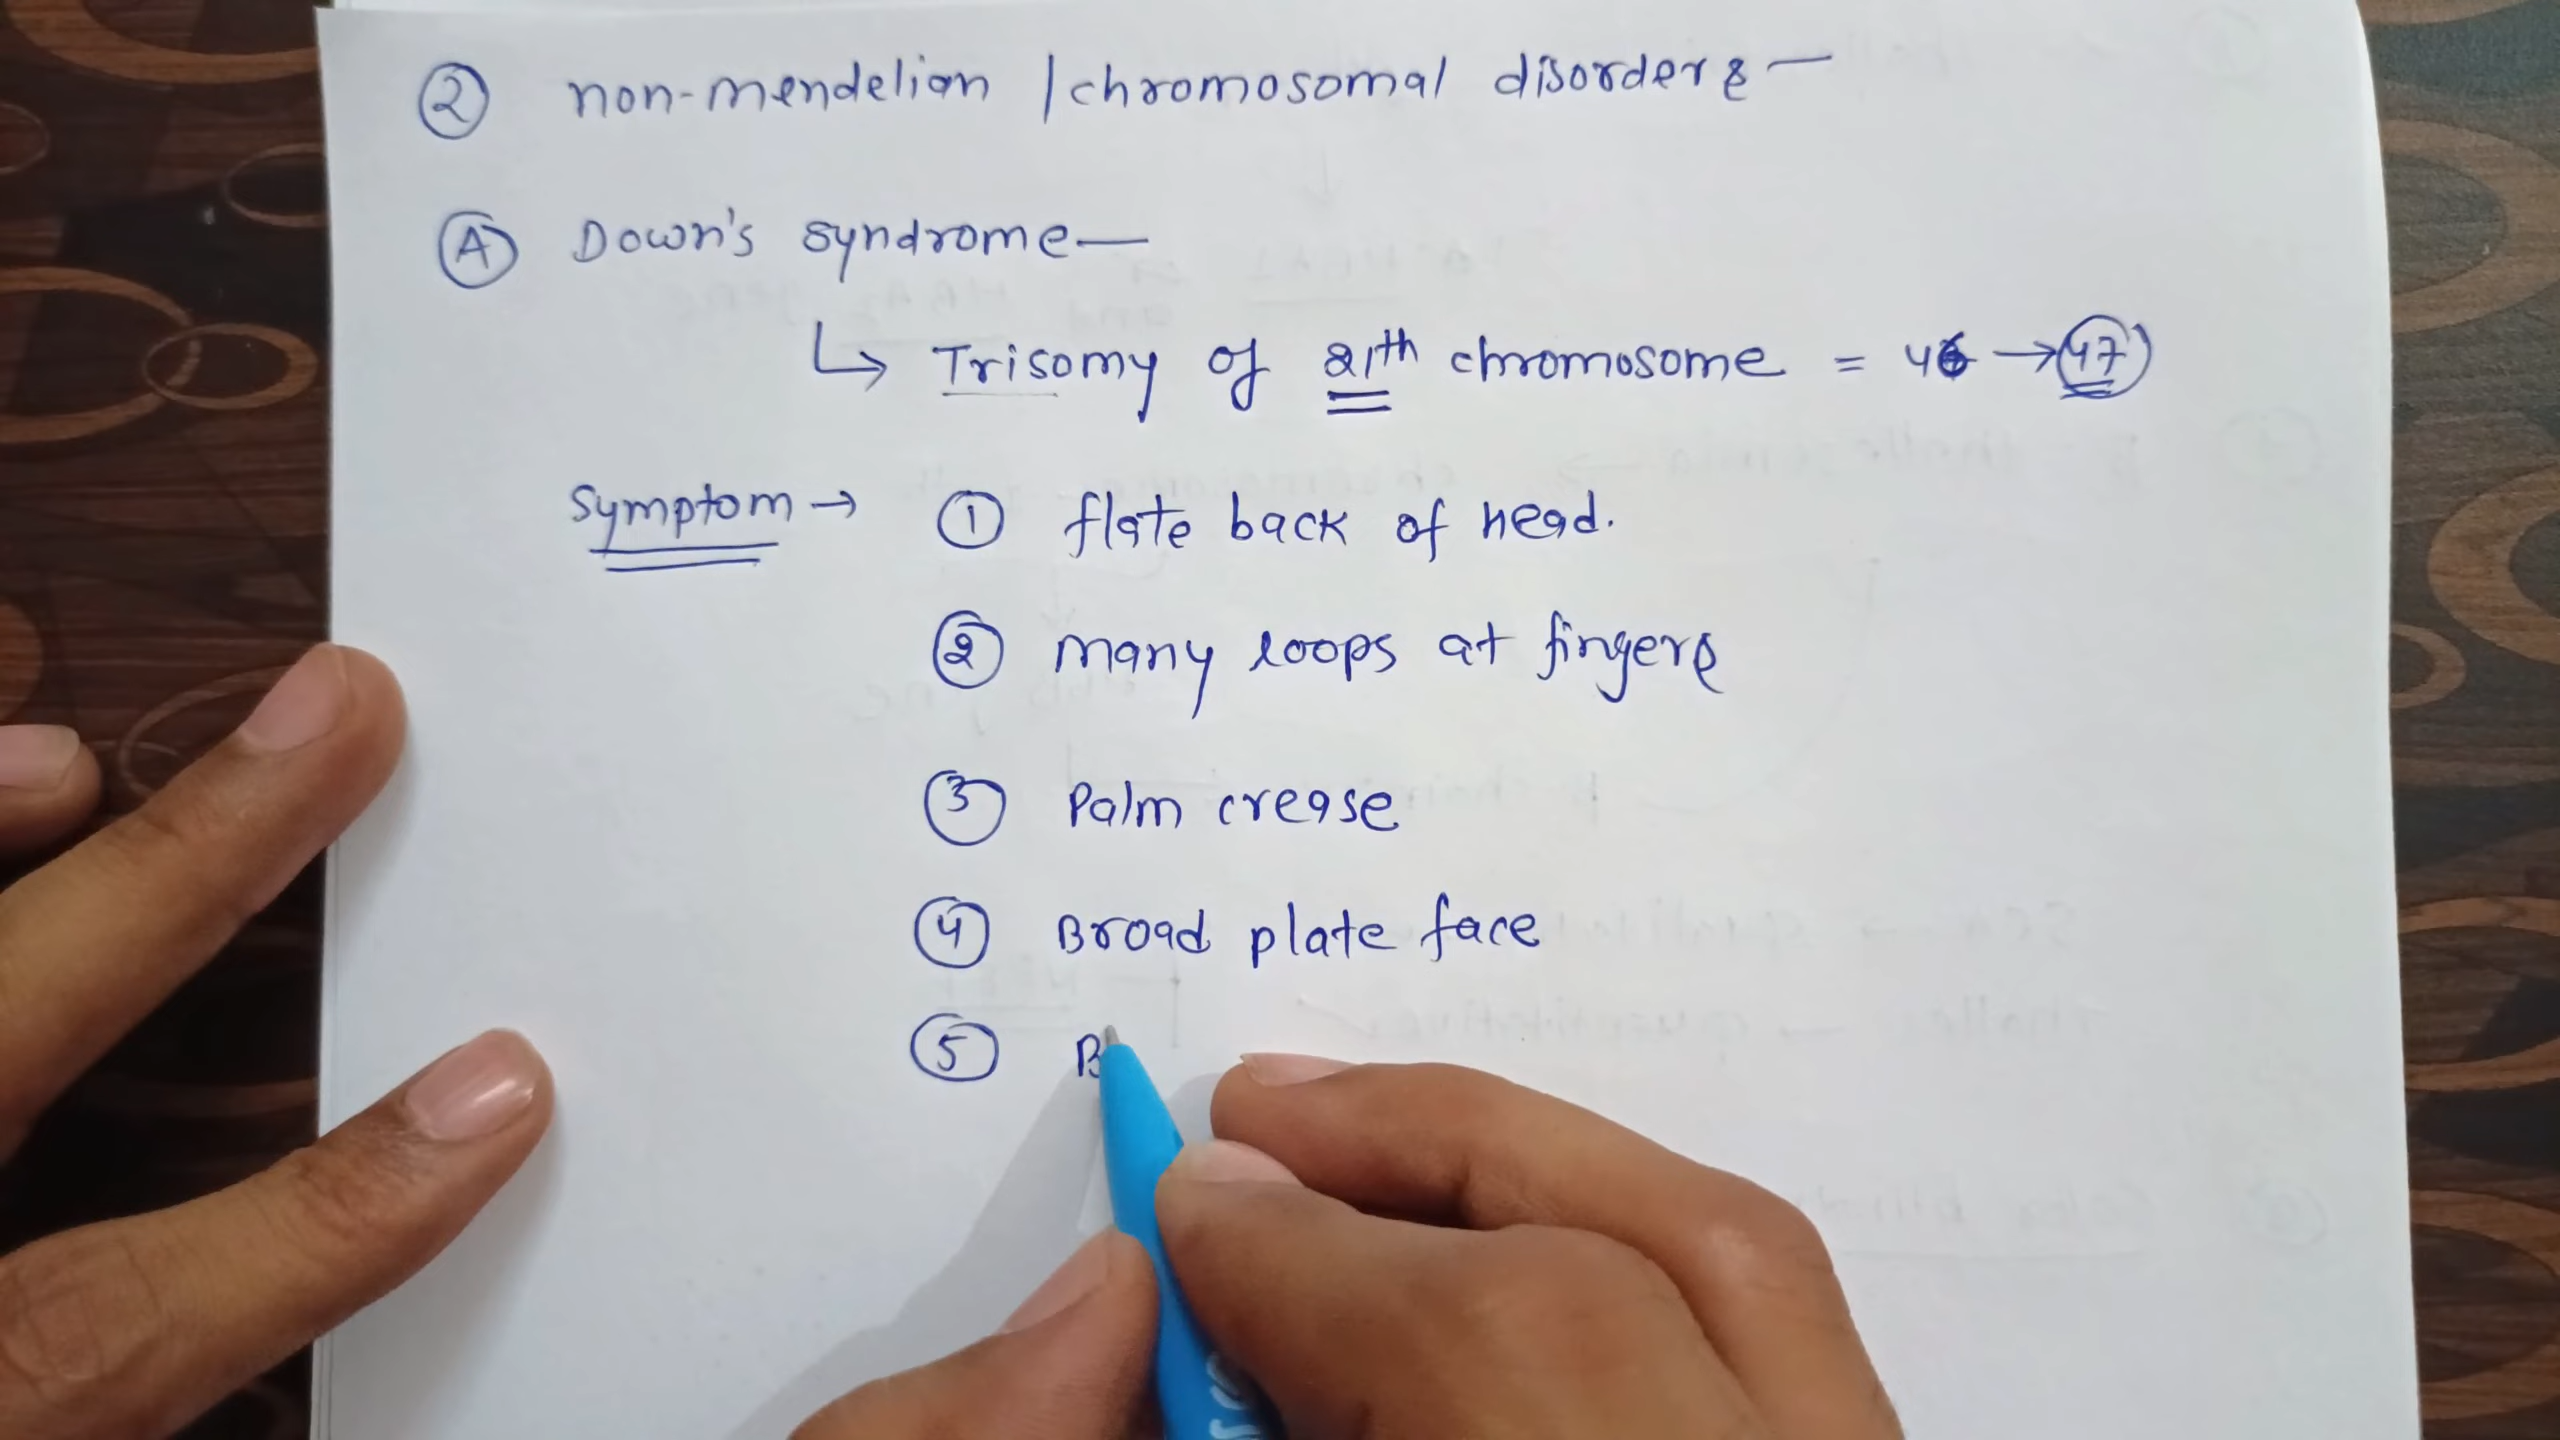 ② non-mendelian / chromosomal disorders —
Ⓐ Down's syndrome —
↳ Trisomy of 21th chromosome = 46 → 47
Symptom → ① flate back of head.
② many loops at fingers
③ Palm crease
④ Broad plate face
⑤ B